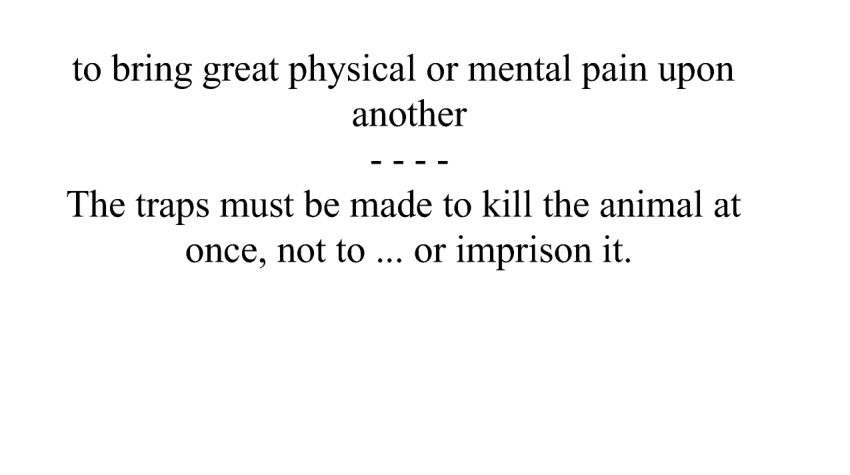 to bring great physical or mental pain upon
another
- - - -
The traps must be made to kill the animal at
once, not to ... or imprison it.